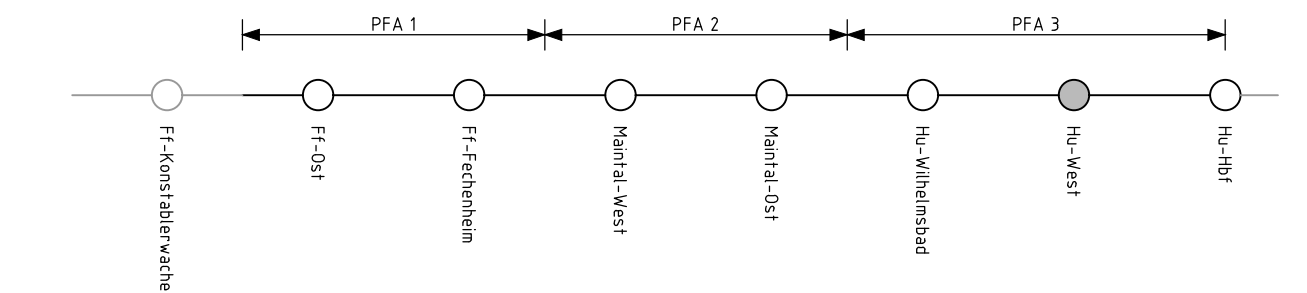 PFA 1
PFA 2
PFA 3
Ff-Konstablerwache
Ff-Ost
Ff-Fechenheim
Maintal-West
Maintal-Ost
Hu-Wilhelmsbad
Hu-West
Hu-Hbf